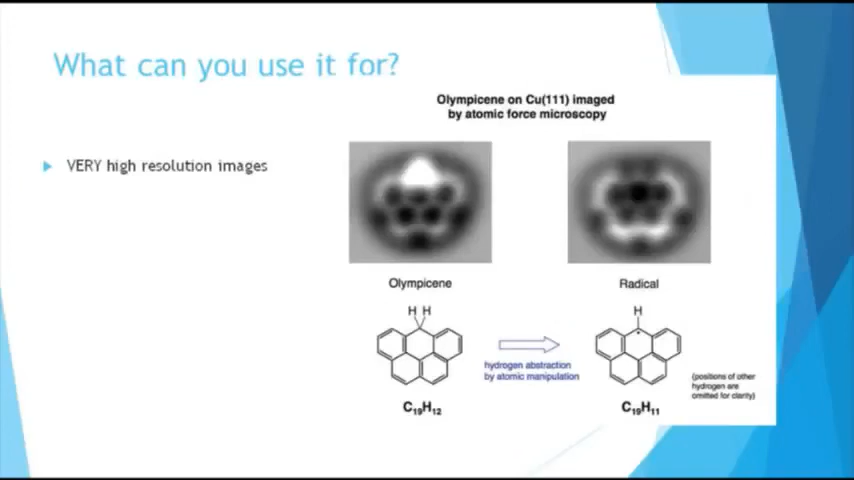 What can you use it for?
VERY high resolution images
Olympicene on Cu(111) imaged
by atomic force microscopy
Olympicene
Radical
H H
H
hydrogen abstraction
by atomic manipulation
(positions of other
hydrogen are
omitted for clarity)
C₁₉H₁₂
C₁₉H₁₁